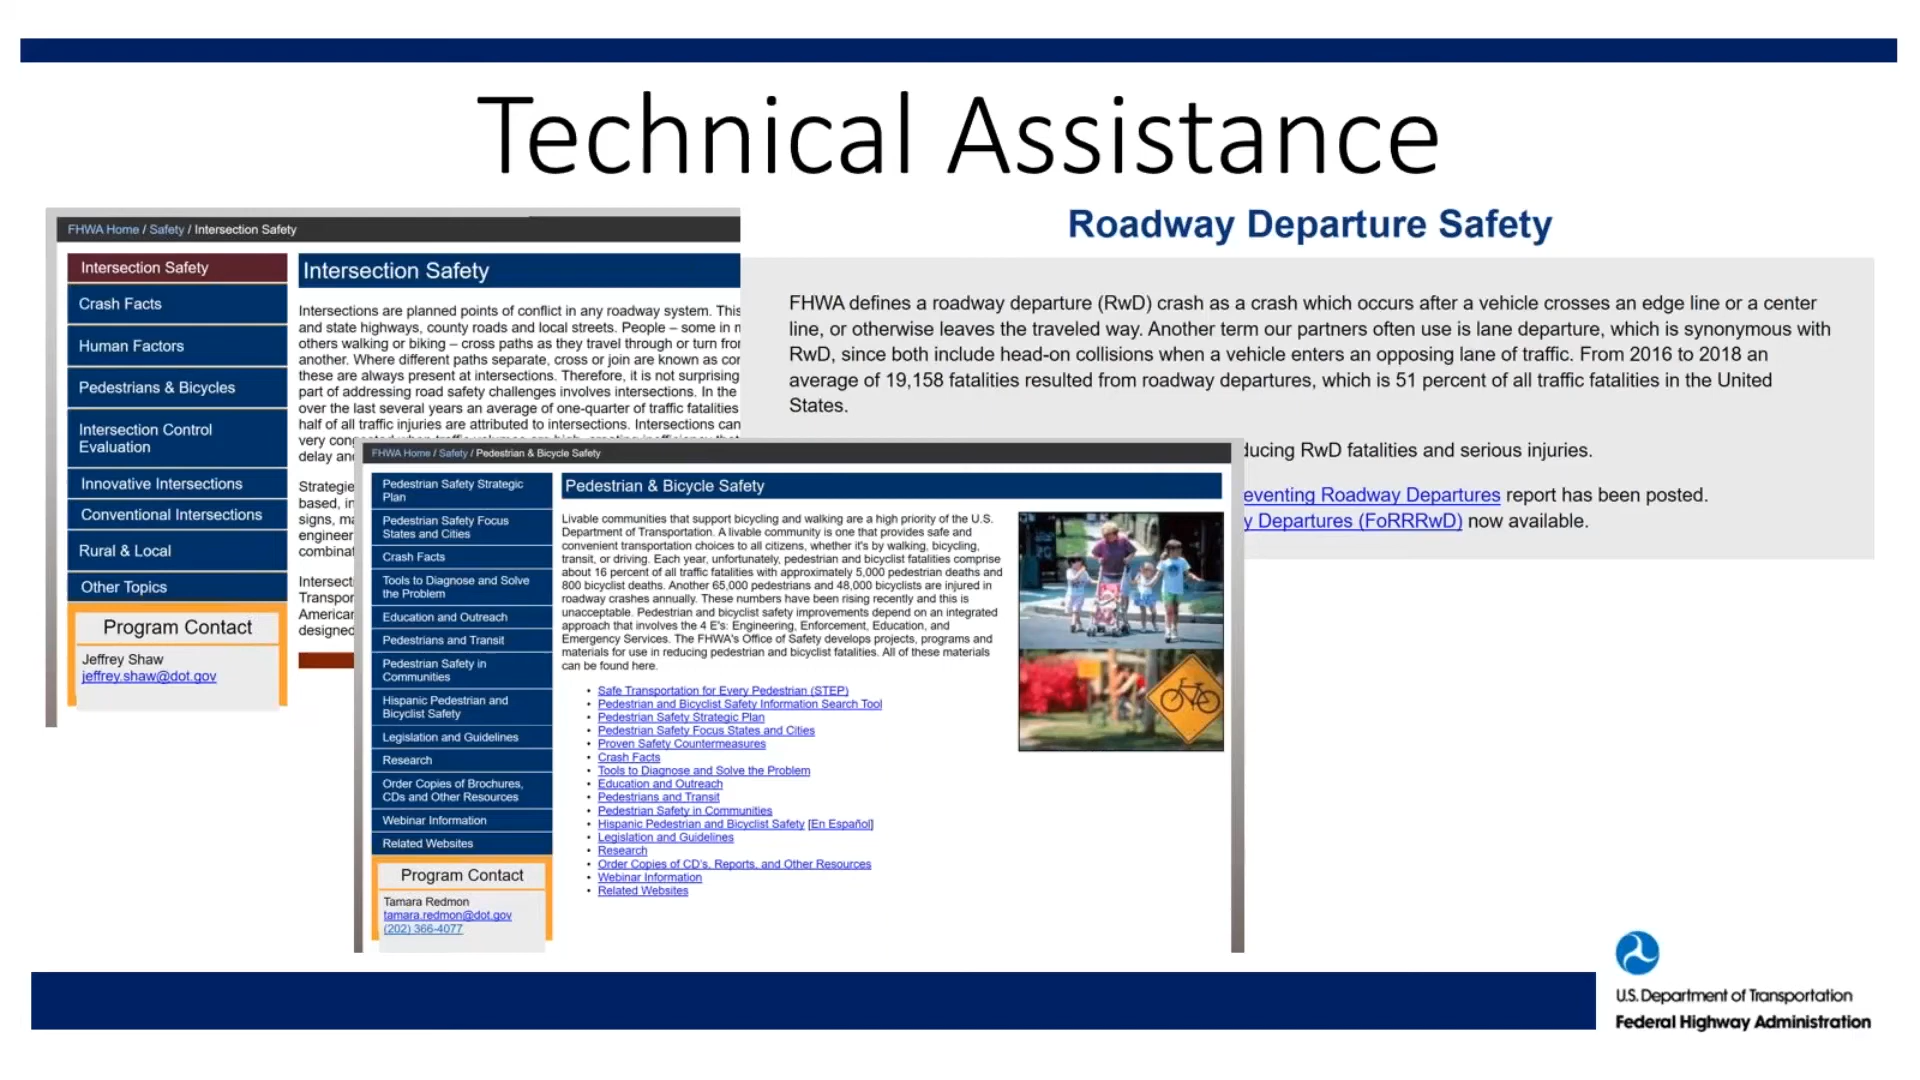 Technical Assistance
FHWA Home / Safety / Intersection Safety
Intersection Safety
Crash Facts
Human Factors
Pedestrians & Bicycles
Intersection Control
Evaluation
Innovative Intersections
Conventional Intersections
Rural & Local
Other Topics
Program Contact
Jeffrey Shaw
jeffrey.shaw@dot.gov
Intersection Safety
Intersections are planned points of conflict in any roadway system. This
and state highways, county roads and local streets. People – some in
others walking or biking – cross paths as they travel through or turn
another. Where different paths separate, cross or join are known as
these are always present at intersections. Therefore, it is not surprising
part of addressing road safety challenges involves intersections. In the
over the last several years an average of one-quarter of traffic fatalities
half of all traffic injuries are attributed to intersections. Intersections can
very
delay
based, in
signs,
American
designed
Roadway Departure Safety
FHWA defines a roadway departure (RwD) crash as a crash which occurs after a vehicle crosses an edge line or a center
line, or otherwise leaves the traveled way. Another term our partners often use is lane departure, which is synonymous with
RwD, since both include head-on collisions when a vehicle enters an opposing lane of traffic. From 2016 to 2018 an
average of 19,158 fatalities resulted from roadway departures, which is 51 percent of all traffic fatalities in the United
States.
ducing RwD fatalities and serious injuries.
eventing Roadway Departures report has been posted.
y Departures (FoRRRwD) now available.
FHWA Home / Safety / Pedestrian & Bicycle Safety
Pedestrian Safety Strategic
Plan
Pedestrian Safety Focus
States and Cities
Crash Facts
Tools to Diagnose and Solve
the Problem
Education and Outreach
Pedestrians and Transit
Pedestrian Safety in
Communities
Hispanic Pedestrian and
Bicyclist Safety
Legislation and Guidelines
Research
Order Copies of Brochures,
CDs and Other Resources
Webinar Information
Related Websites
Program Contact
Tamara Redmon
tamara.redmon@dot.gov
(202) 366-4077
Pedestrian & Bicycle Safety
Livable communities that support bicycling and walking are a high priority of the U.S.
Department of Transportation. A livable community is one that provides safe and
convenient transportation choices to all citizens, whether it's by walking, bicycling,
transit, or driving. Each year, unfortunately, pedestrian and bicyclist fatalities comprise
about 16 percent of all traffic fatalities with approximately 5,000 pedestrian deaths and
800 bicyclist deaths. Another 65,000 pedestrians and 48,000 bicyclists are injured in
roadway crashes annually. These numbers have been rising recently and this is
unacceptable. Pedestrian and bicyclist safety improvements depend on an integrated
approach that involves the 4 E's: Engineering, Enforcement, Education, and
Emergency Services. The FHWA's Office of Safety develops projects, programs and
materials for use in reducing pedestrian and bicyclist fatalities. All of these materials
can be found here.
• Safe Transportation for Every Pedestrian (STEP)
• Pedestrian and Bicyclist Safety Information Search Tool
• Pedestrian Safety Strategic Plan
• Pedestrian Safety Focus States and Cities
• Proven Safety Countermeasures
• Crash Facts
• Tools to Diagnose and Solve the Problem
• Education and Outreach
• Pedestrians and Transit
• Pedestrian Safety in Communities
• Hispanic Pedestrian and Bicyclist Safety [En Español]
• Legislation and Guidelines
• Research
• Order Copies of CD's, Reports, and Other Resources
• Webinar Information
• Related Websites
U.S. Department of Transportation
Federal Highway Administration